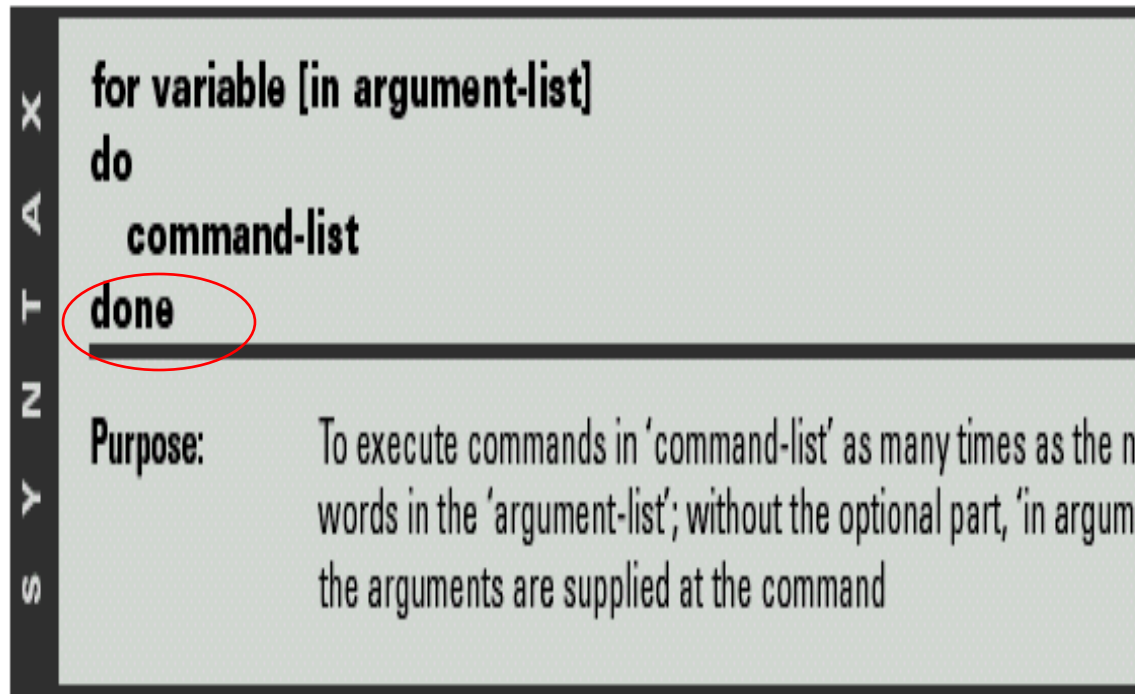 SYNTAX
for variable [in argument-list]
do
command-list
done
Purpose:
To execute commands in ‘command-list’ as many times as the
words in the ‘argument-list’; without the optional part, ‘in
the arguments are supplied at the command